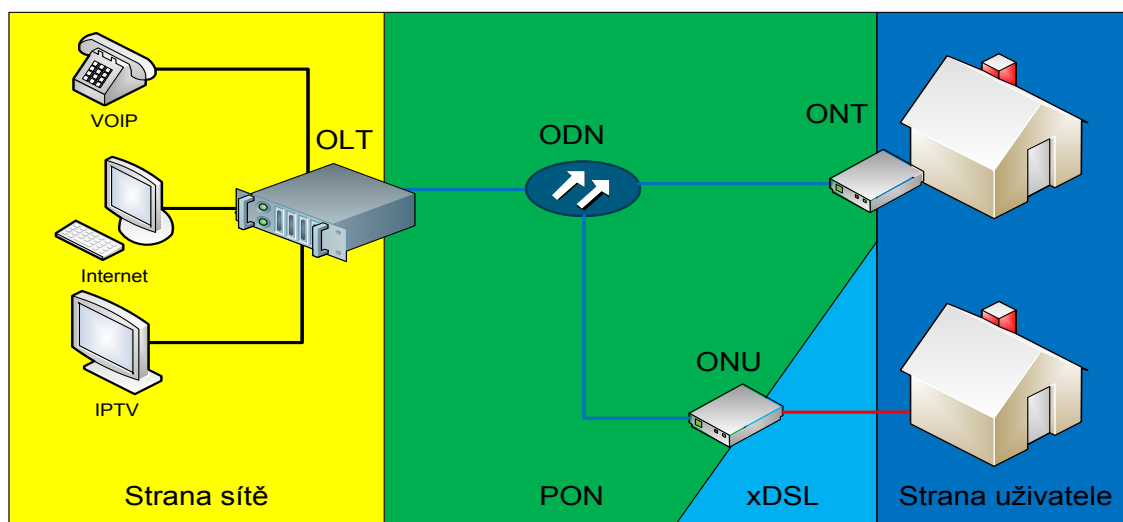 VOIP
OLT
Internet
IPTV
ODN
ONT
ONU
Strana sítě
PON
xDSL
Strana uživatele